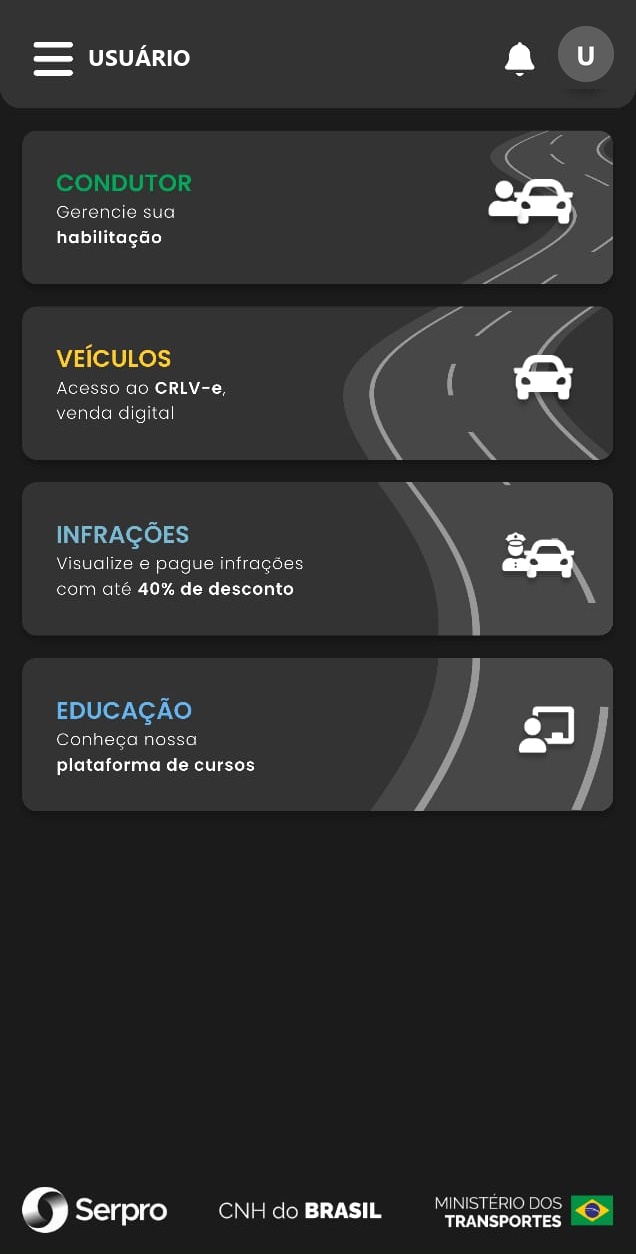 USUÁRIO
U
CONDUTOR
Gerencie sua
habilitação
VEÍCULOS
Acesso ao CRLV-e,
venda digital
INFRAÇÕES
Visualize e pague infrações
com até 40% de desconto
EDUCAÇÃO
Conheça nossa
plataforma de cursos
Serpro
CNH do BRASIL
MINISTÉRIO DOS
TRANSPORTES